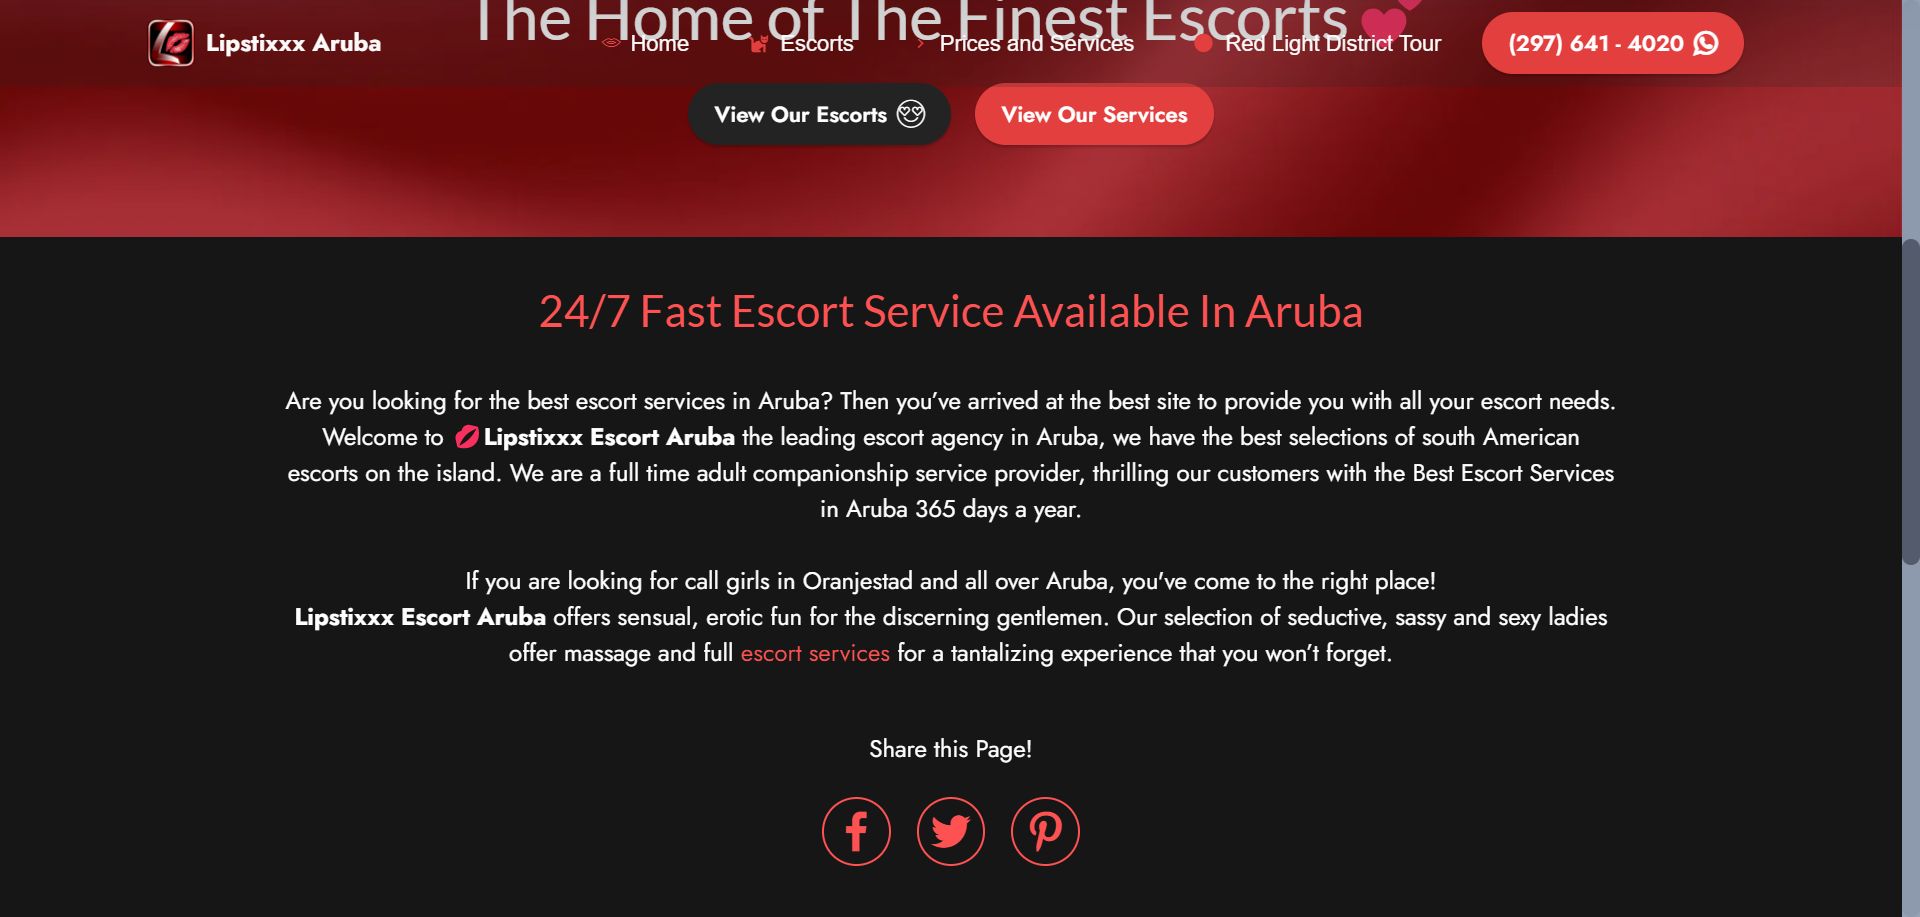 The Home of The Finest Escorts
Lipstixxx Aruba
Home
Escorts
Prices and Services
Red Light District Tour
(297) 641 - 4020
View Our Escorts
View Our Services
24/7 Fast Escort Service Available In Aruba
Are you looking for the best escort services in Aruba? Then you’ve arrived at the best site to provide you with all your escort needs.
Welcome to 💋Lipstixxx Escort Aruba the leading escort agency in Aruba, we have the best selections of south American
escorts on the island. We are a full time adult companionship service provider, thrilling our customers with the Best Escort Services
in Aruba 365 days a year.
If you are looking for call girls in Oranjestad and all over Aruba, you've come to the right place!
Lipstixxx Escort Aruba offers sensual, erotic fun for the discerning gentlemen. Our selection of seductive, sassy and sexy ladies
offer massage and full escort services for a tantalizing experience that you won’t forget.
Share this Page!